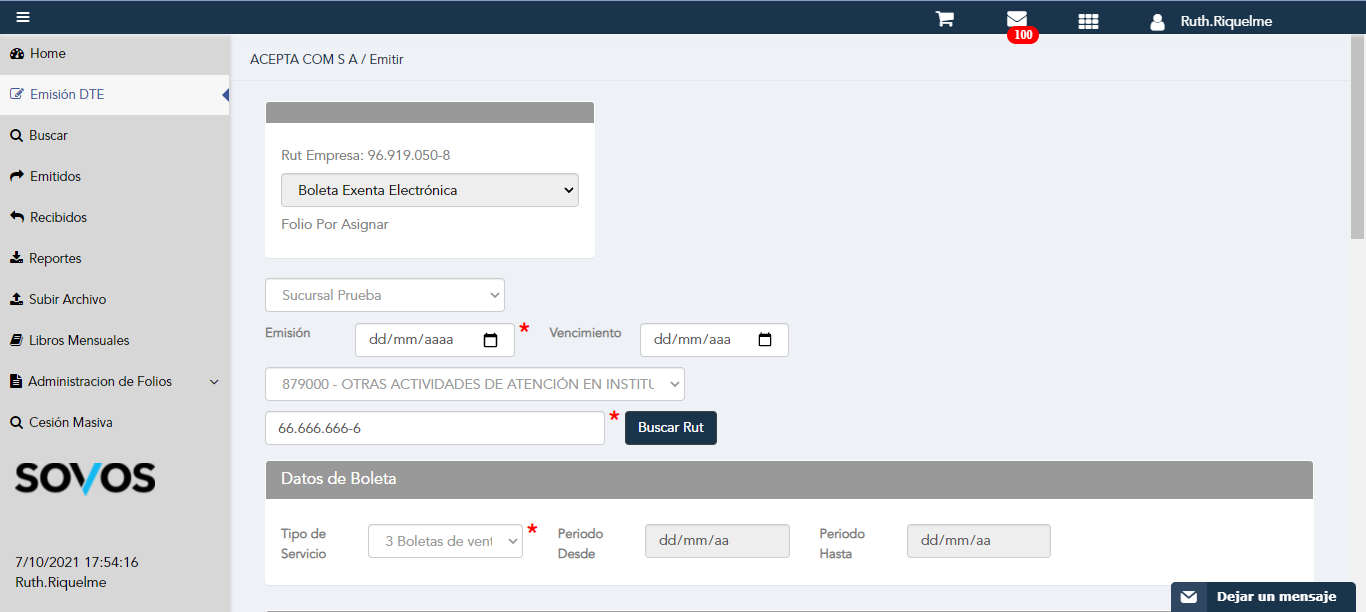 100
Ruth.Riquelme
Home
Emisión DTE
Buscar
Emitidos
Recibidos
Reportes
Subir Archivo
Libros Mensuales
Administracion de Folios
Cesión Masiva
SOVOS
7/10/2021 17:54:16
Ruth.Riquelme
ACEPTA COM S A / Emitir
Rut Empresa: 96.919.050-8
Boleta Exenta Electrónica
Folio Por Asignar
Sucursal Prueba
Emisión dd/mm/aaaa * Vencimiento dd/mm/aaa
879000 - OTRAS ACTIVIDADES DE ATENCIÓN EN INSTITU
66.666.666-6 * Buscar Rut
Datos de Boleta
Tipo de Servicio 3 Boletas de vent * Periodo Desde dd/mm/aa Periodo Hasta dd/mm/aa
Dejar un mensaje